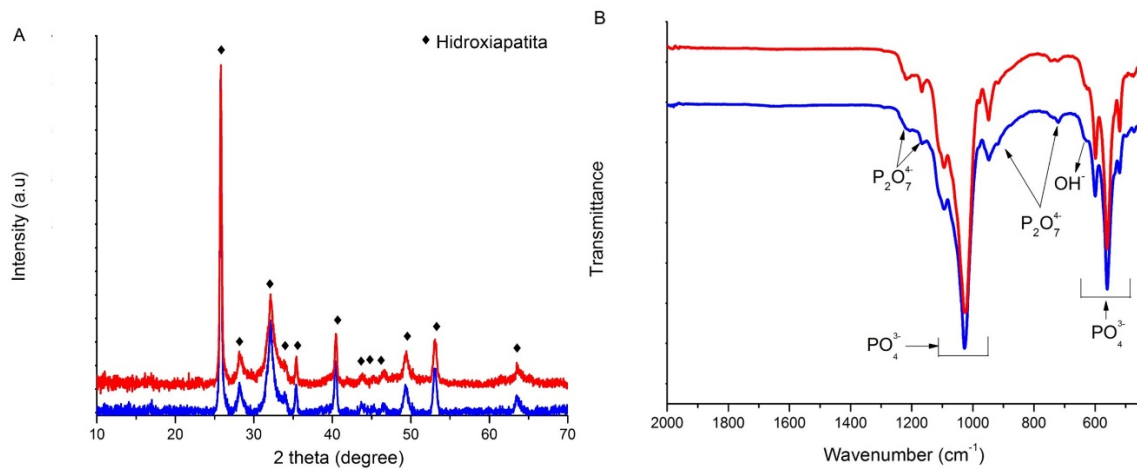 A
◆ Hidroxiapatita
Intensity (a.u)
10 20 30 40 50 60 70
2 theta (degree)
B
Transmittance
P₂O₇⁴⁻
OH⁻
P₂O₇⁴⁻
PO₄³⁻
PO₄³⁻
2000 1800 1600 1400 1200 1000 800 600
Wavenumber (cm⁻¹)